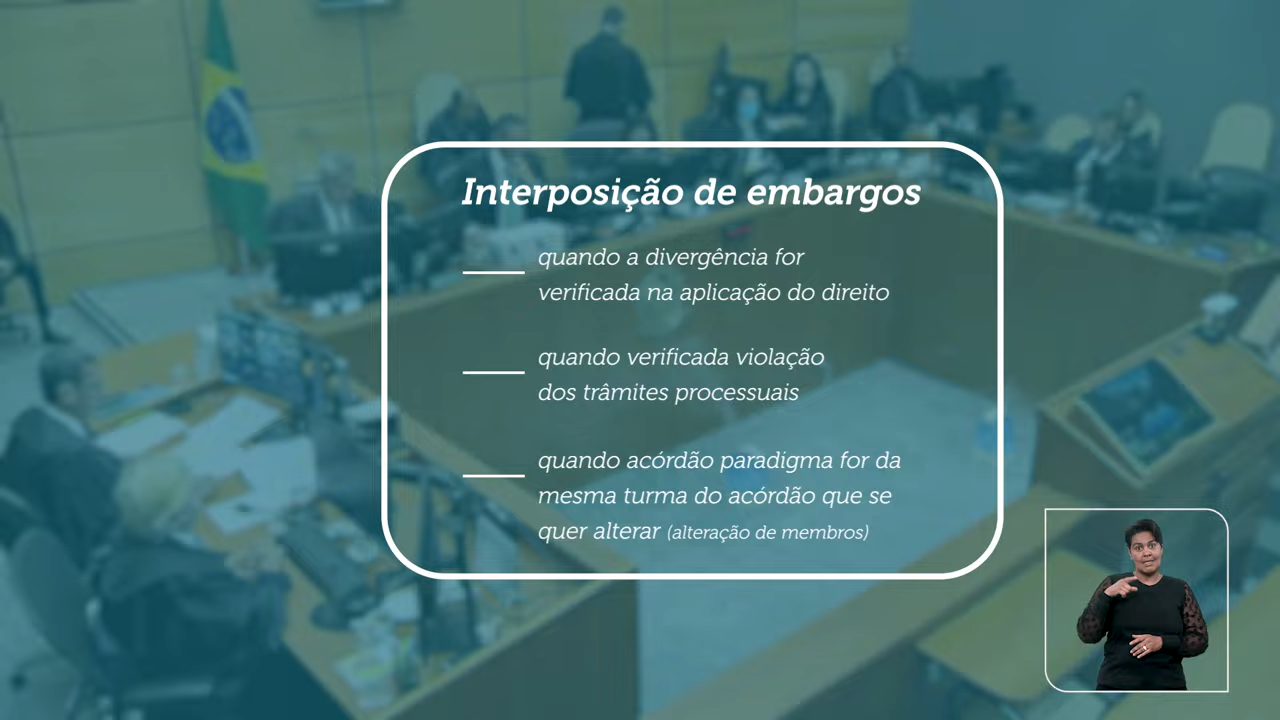 Interposição de embargos
quando a divergência for
verificada na aplicação do direito
quando verificada violação
dos trâmites processuais
quando acórdão paradigma for da
mesma turma do acórdão que se
quer alterar (alteração de membros)